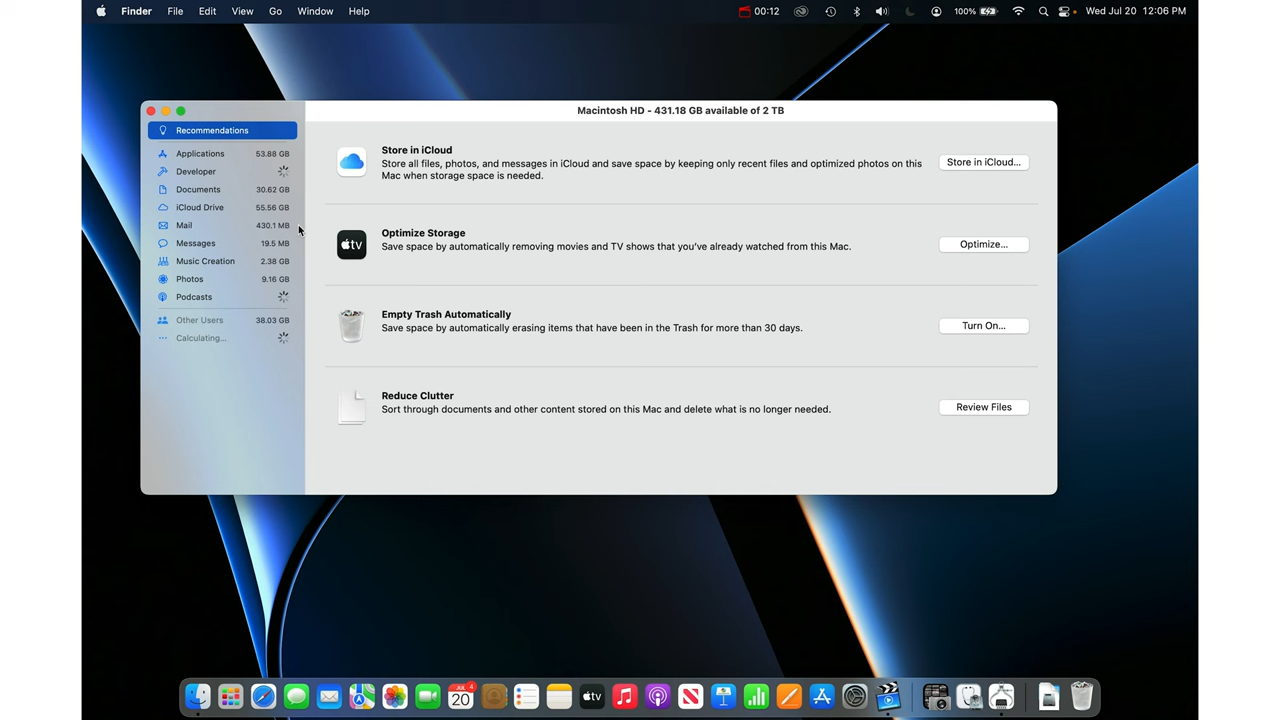 Finder File Edit View Go Window Help 00:12 100% Wed Jul 20 12:06 PM
Macintosh HD - 431.18 GB available of 2 TB
Recommendations
Applications 53.88 GB
Developer
Documents 30.62 GB
iCloud Drive 55.56 GB
Mail 430.1 MB
Messages 19.5 MB
Music Creation 2.38 GB
Photos 9.16 GB
Podcasts
Other Users 38.03 GB
Calculating...
Store in iCloud
Store all files, photos, and messages in iCloud and save space by keeping only recent files and optimized photos on this
Mac when storage space is needed.
Store in iCloud...
Optimize Storage
Save space by automatically removing movies and TV shows that you've already watched from this Mac.
Optimize...
tv
Empty Trash Automatically
Save space by automatically erasing items that have been in the Trash for more than 30 days.
Turn On...
Reduce Clutter
Sort through documents and other content stored on this Mac and delete what is no longer needed.
Review Files
JUL 4
20
tv